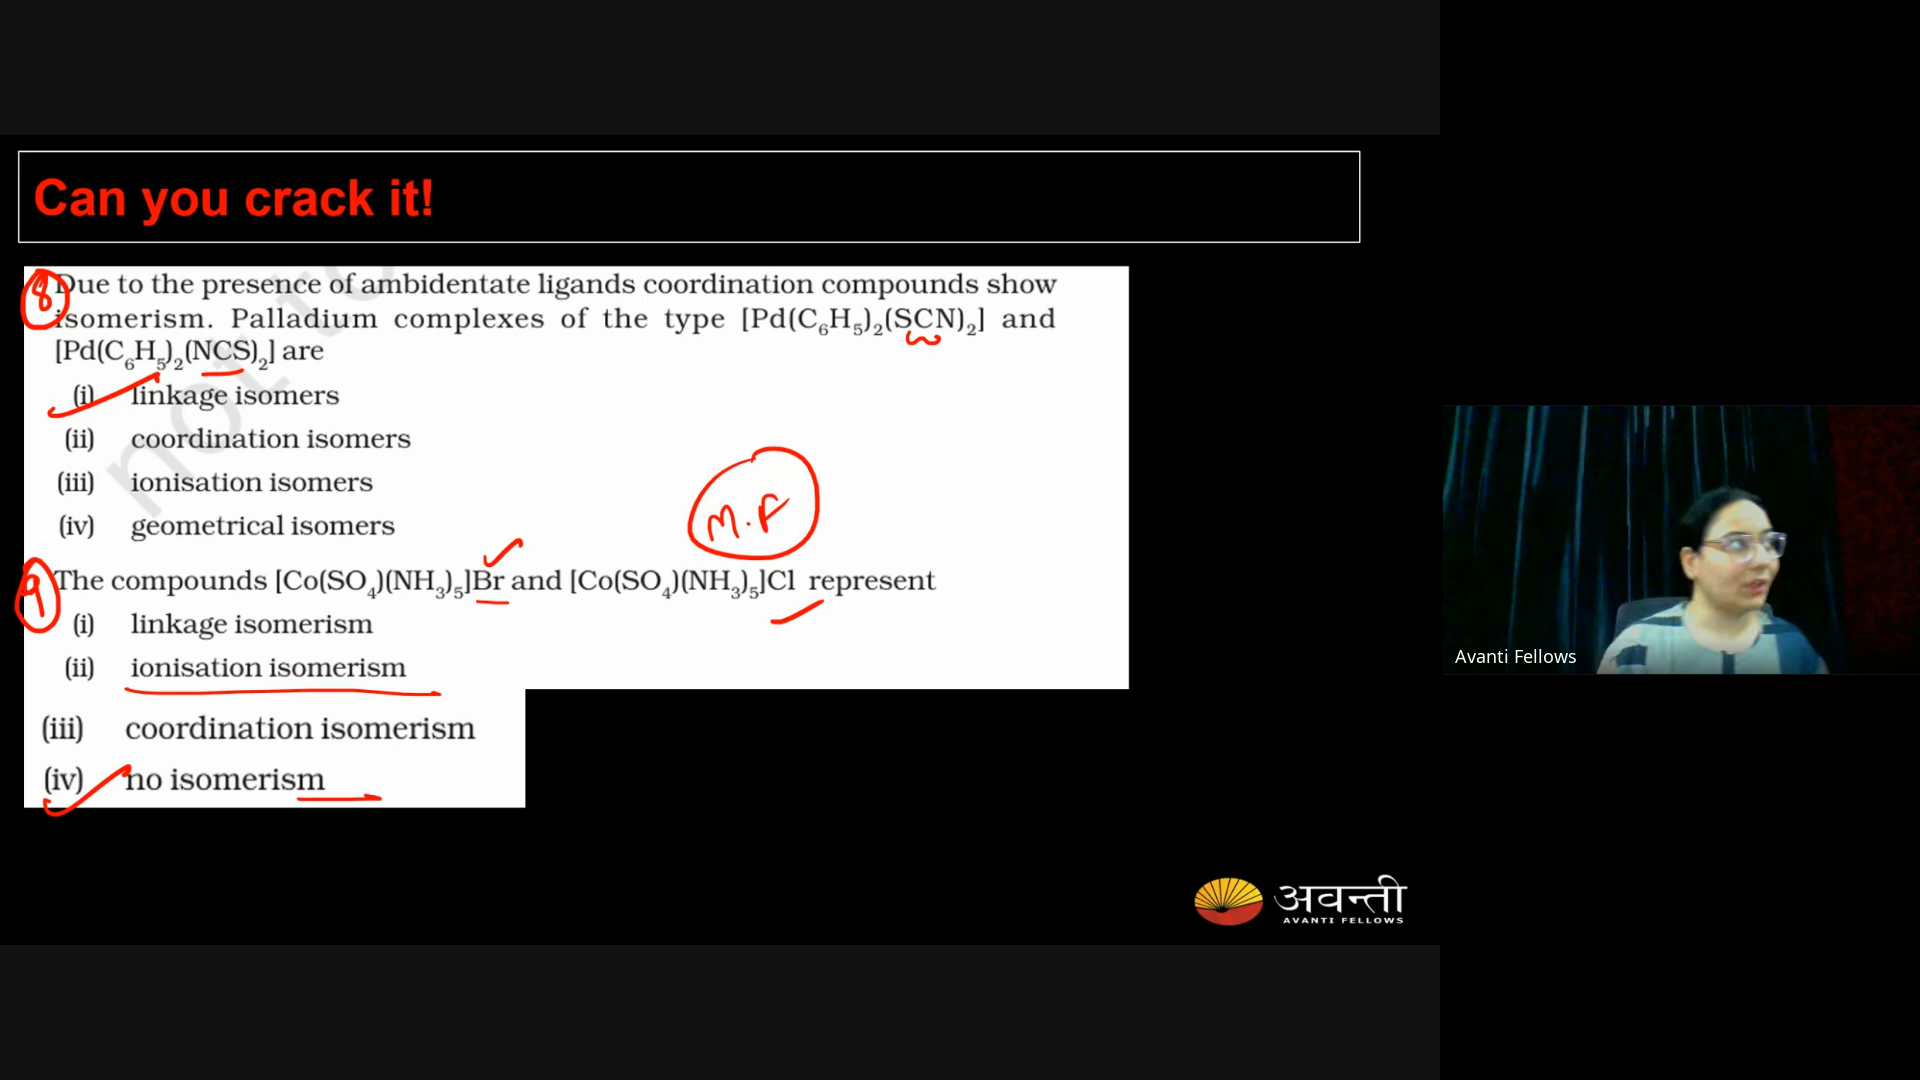 Can you crack it!
8 Due to the presence of ambidentate ligands coordination compounds show
isomerism. Palladium complexes of the type [Pd(C₆H₅)₂(SCN)₂] and
[Pd(C₆H₅)₂(NCS)₂] are
(i) linkage isomers
(ii) coordination isomers
(iii) ionisation isomers
(iv) geometrical isomers
M.F
9 The compounds [Co(SO₄)(NH₃)₅]Br and [Co(SO₄)(NH₃)₅]Cl represent
(i) linkage isomerism
(ii) ionisation isomerism
(iii) coordination isomerism
(iv) no isomerism
not to
Avanti Fellows
अवन्ती
AVANTI FELLOWS